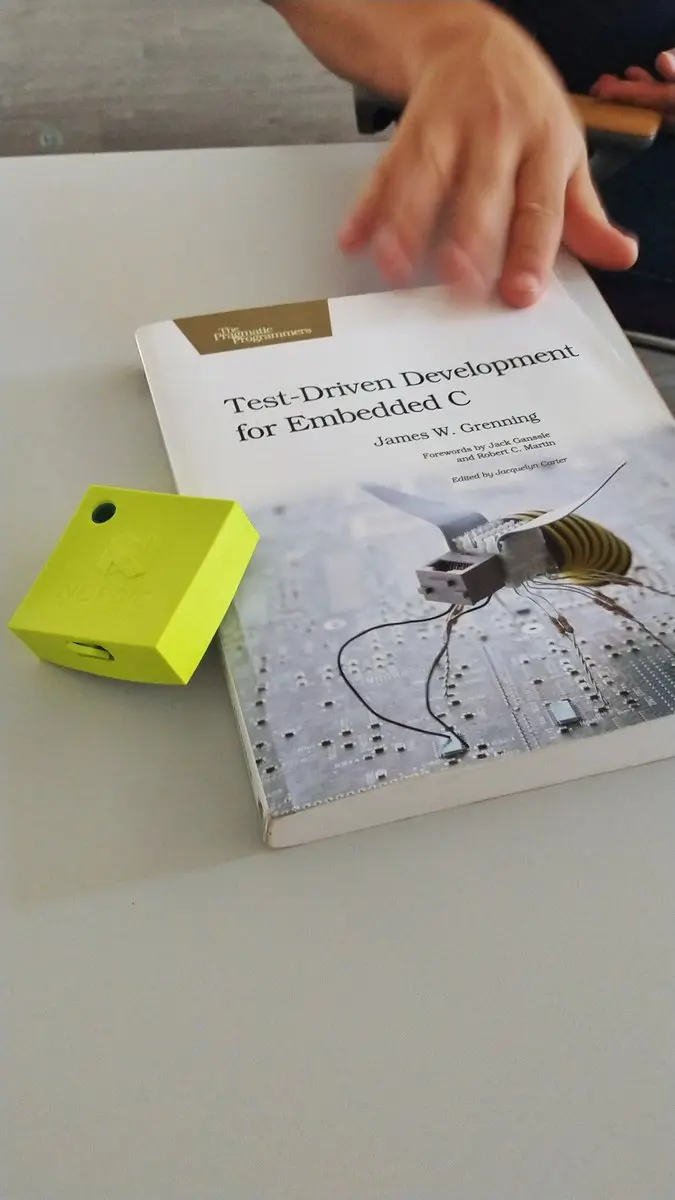 The
Pragmatic
Programmers
Test-Driven Development
for Embedded C
James W. Grenning
Forewords by Jack Ganssle
and Robert C. Martin
Edited by Jacquelyn Carter